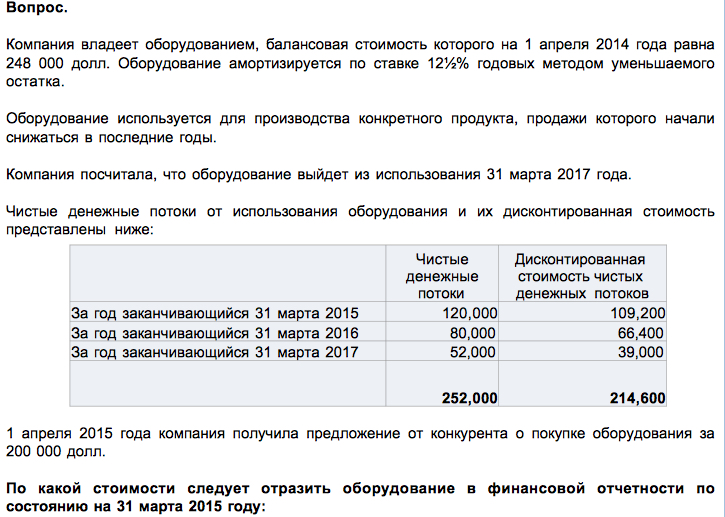 Вопрос.
Компания владеет оборудованием, балансовая стоимость которого на 1 апреля 2014 года равна
248 000 долл. Оборудование амортизируется по ставке 12½% годовых методом уменьшаемого
остатка.
Оборудование используется для производства конкретного продукта, продажи которого начали
снижаться в последние годы.
Компания посчитала, что оборудование выйдет из использования 31 марта 2017 года.
Чистые денежные потоки от использования оборудования и их дисконтированная стоимость
представлены ниже:
Чистые Дисконтированная
денежные стоимость чистых
потоки денежных потоков
За год заканчивающийся 31 марта 2015 120,000 109,200
За год заканчивающийся 31 марта 2016 80,000 66,400
За год заканчивающийся 31 марта 2017 52,000 39,000
252,000 214,600
1 апреля 2015 года компания получила предложение от конкурента о покупке оборудования за
200 000 долл.
По какой стоимости следует отразить оборудование в финансовой отчетности по
состоянию на 31 марта 2015 году: